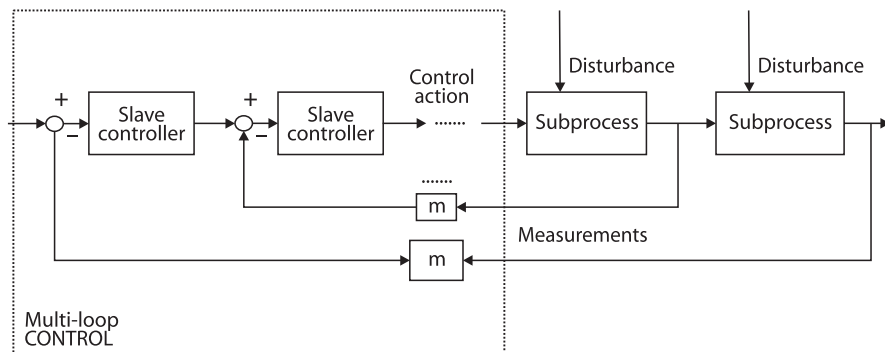 Disturbance
Disturbance
Control
action
+
Slave
controller
−
+
Slave
controller
−
.......
Subprocess
Subprocess
.......
m
Measurements
m
Multi-loop
CONTROL